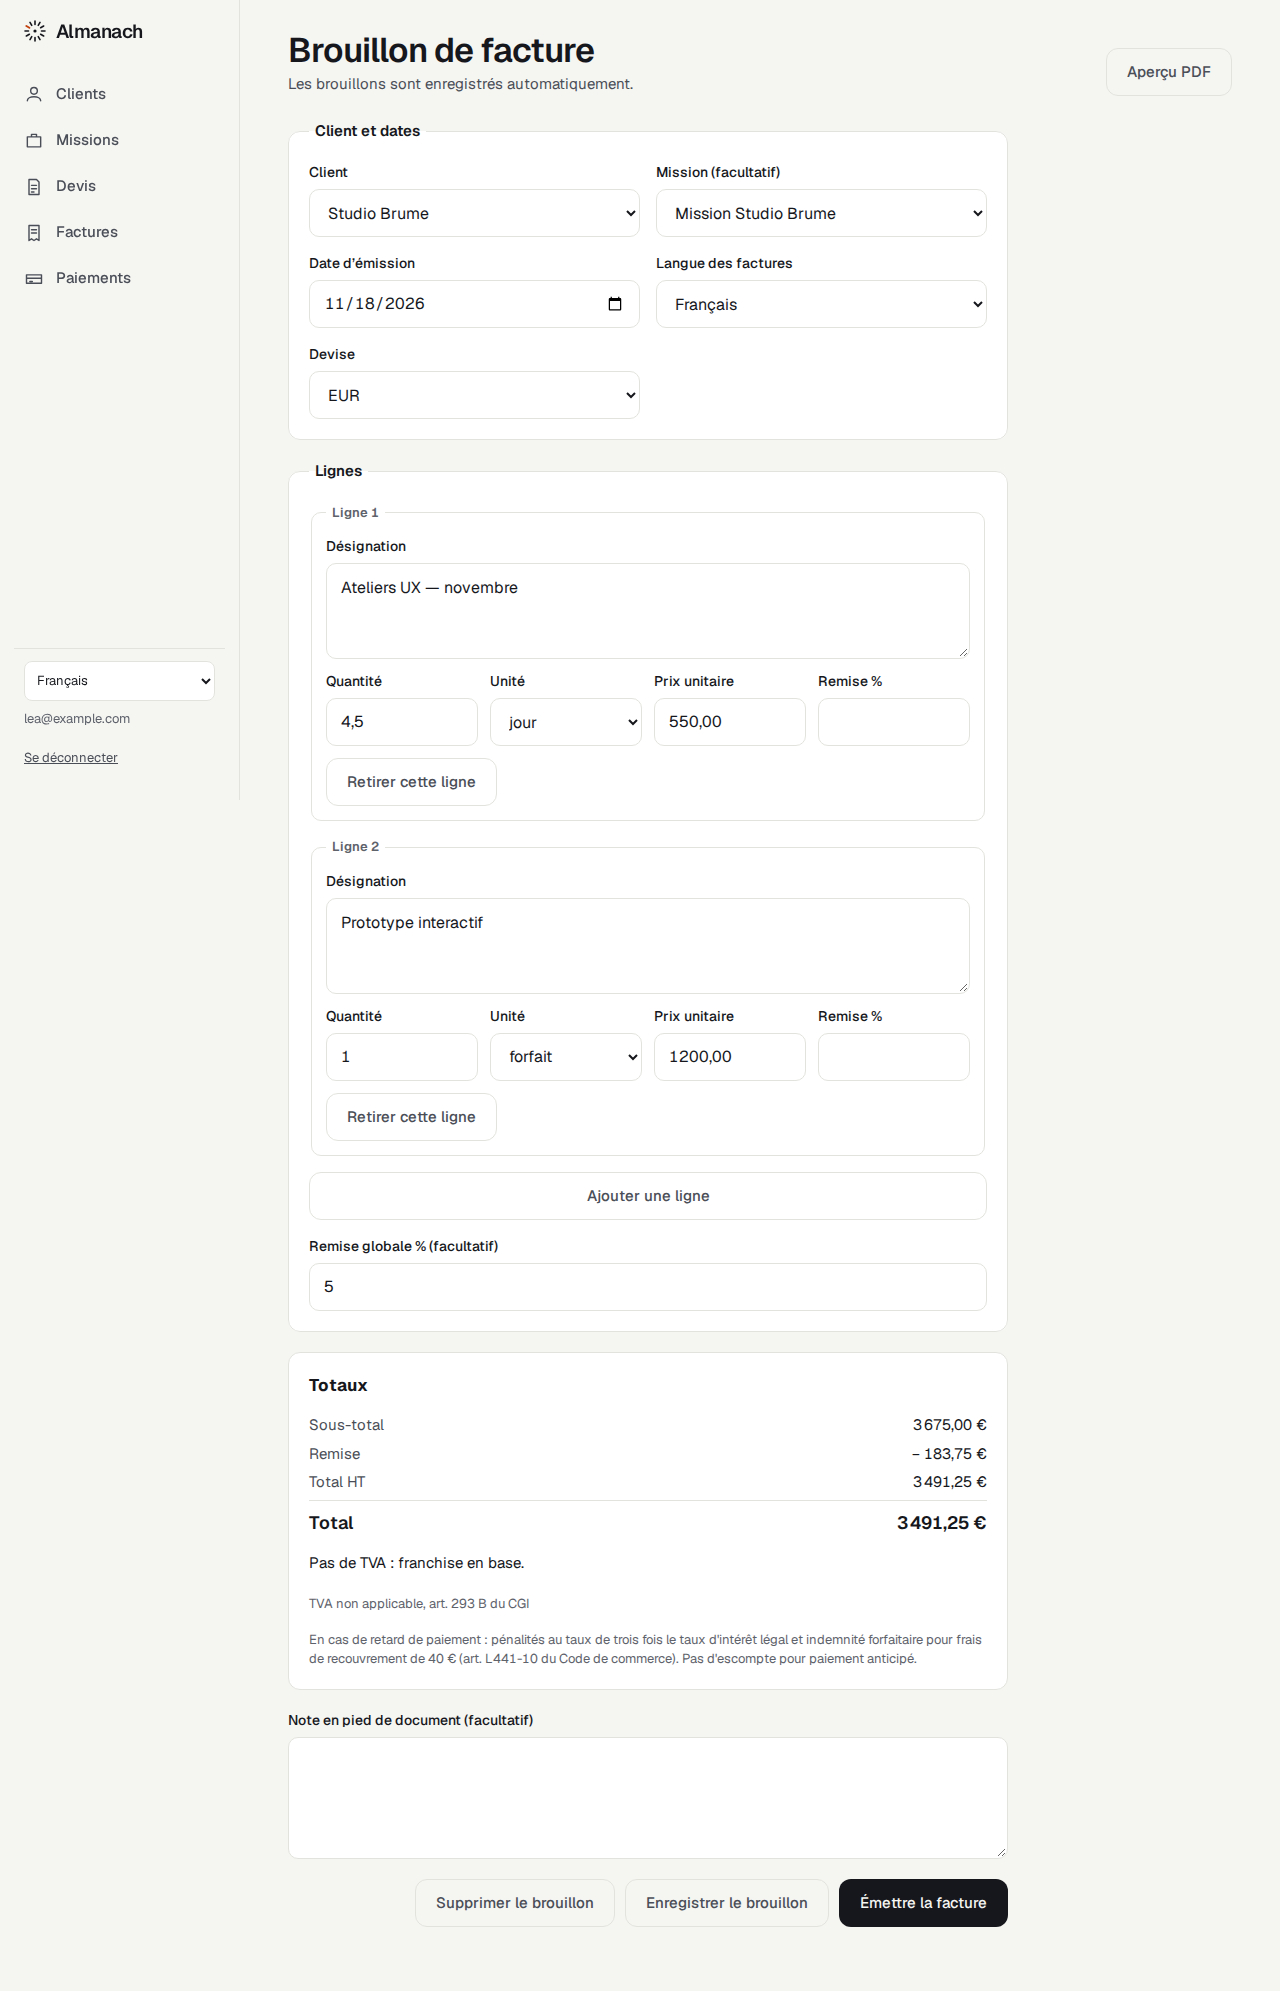 Almanach
Clients
Missions
Devis
Factures
Paiements
Français
lea@example.com
Se déconnecter
Brouillon de facture
Les brouillons sont enregistrés automatiquement.
Aperçu PDF
Client et dates
Client
Mission (facultatif)
Studio Brume
Mission Studio Brume
Date d'émission
Langue des factures
11/18/2026
Français
Devise
EUR
Lignes
Ligne 1
Désignation
Ateliers UX — novembre
Quantité
Unité
Prix unitaire
Remise %
4,5
jour
550,00
Retirer cette ligne
Ligne 2
Désignation
Prototype interactif
Quantité
Unité
Prix unitaire
Remise %
1
forfait
1200,00
Retirer cette ligne
Ajouter une ligne
Remise globale % (facultatif)
5
Totaux
Sous-total 3 675,00 €
Remise − 183,75 €
Total HT 3 491,25 €
Total 3 491,25 €
Pas de TVA : franchise en base.
TVA non applicable, art. 293 B du CGI
En cas de retard de paiement : pénalités au taux de trois fois le taux d'intérêt légal et indemnité forfaitaire pour frais
de recouvrement de 40 € (art. L441-10 du Code de commerce). Pas d'escompte pour paiement anticipé.
Note en pied de document (facultatif)
Supprimer le brouillon
Enregistrer le brouillon
Émettre la facture